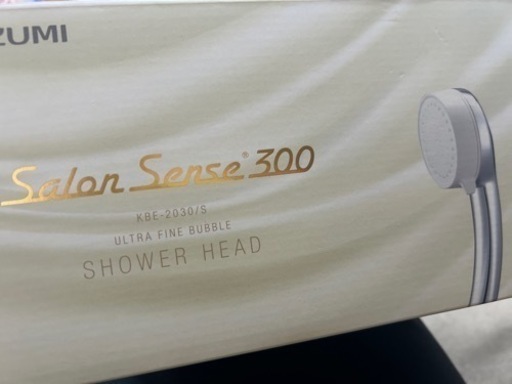 ZUMI
Salon Sense® 300
KBE-2030/S
ULTRA FINE BUBBLE
SHOWER HEAD